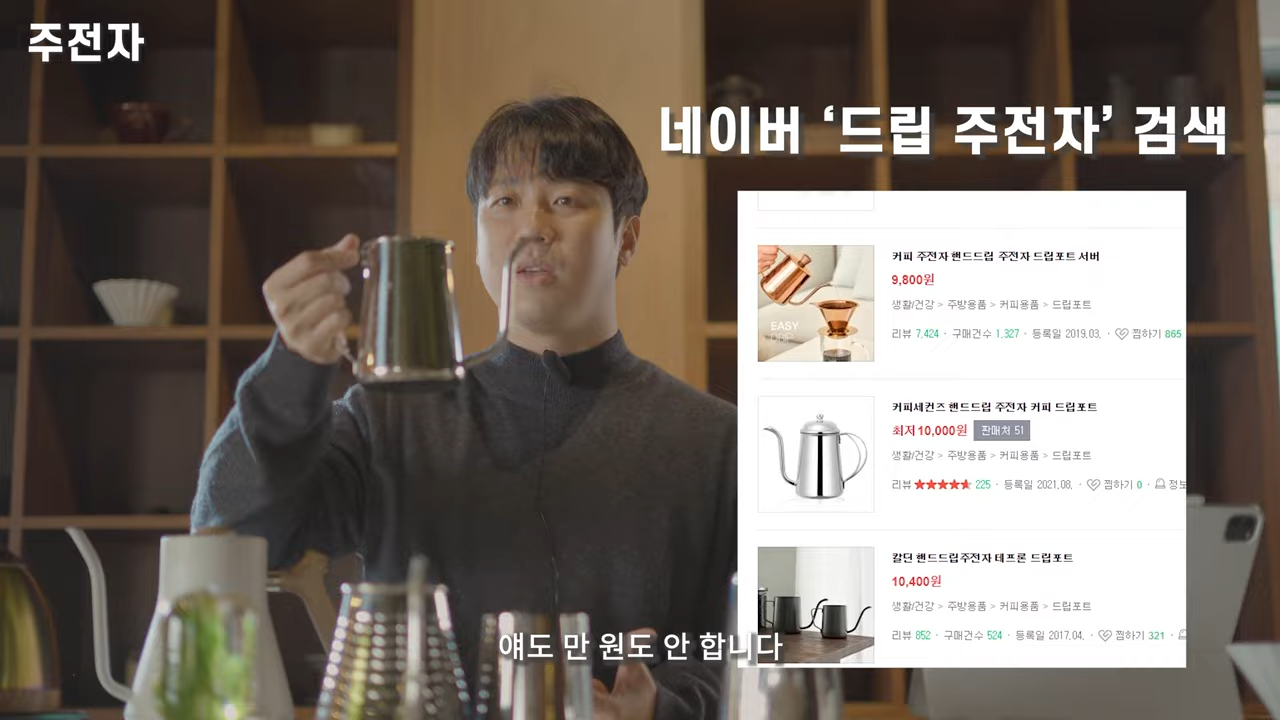 주전자
네이버 ‘드립 주전자’ 검색
커피 주전자 핸드드립 주전자 드립포트 서버
9,800원
생활/건강 > 주방용품 > 커피용품 > 드립포트
리뷰 7,424 · 구매건수 1,327 · 등록일 2019.03. · 찜하기 865
EASY
DRIP
커피세컨즈 핸드드립 주전자 커피 드립포트
최저 10,000원 판매처 51
생활/건강 > 주방용품 > 커피용품 > 드립포트
리뷰 ★★★★★ 225 · 등록일 2021.08. · 찜하기 0 · 정보
칼딘 핸드드립주전자 테프론 드립포트
10,400원
생활/건강 > 주방용품 > 커피용품 > 드립포트
리뷰 852 · 구매건수 524 · 등록일 2017.04. · 찜하기 321 ·
얘도 만 원도 안 합니다